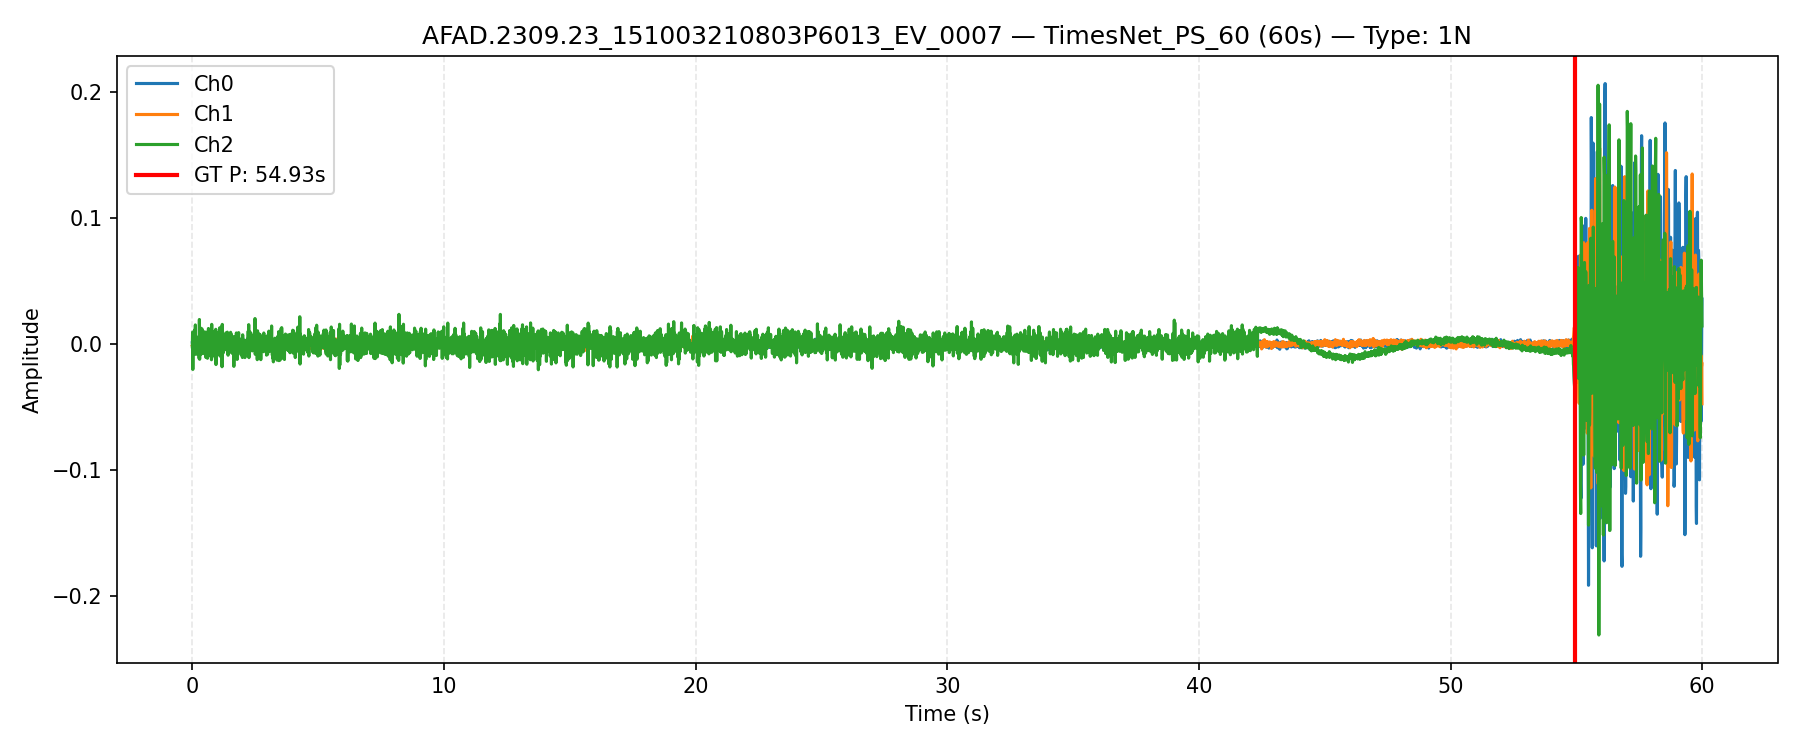 AFAD.2309.23_151003210803P6013_EV_0007 — TimesNet_PS_60 (60s) — Type: 1N
Ch0
Ch1
Ch2
GT P: 54.93s
0.2
0.1
0.0
−0.1
−0.2
Amplitude
0 10 20 30 40 50 60
Time (s)